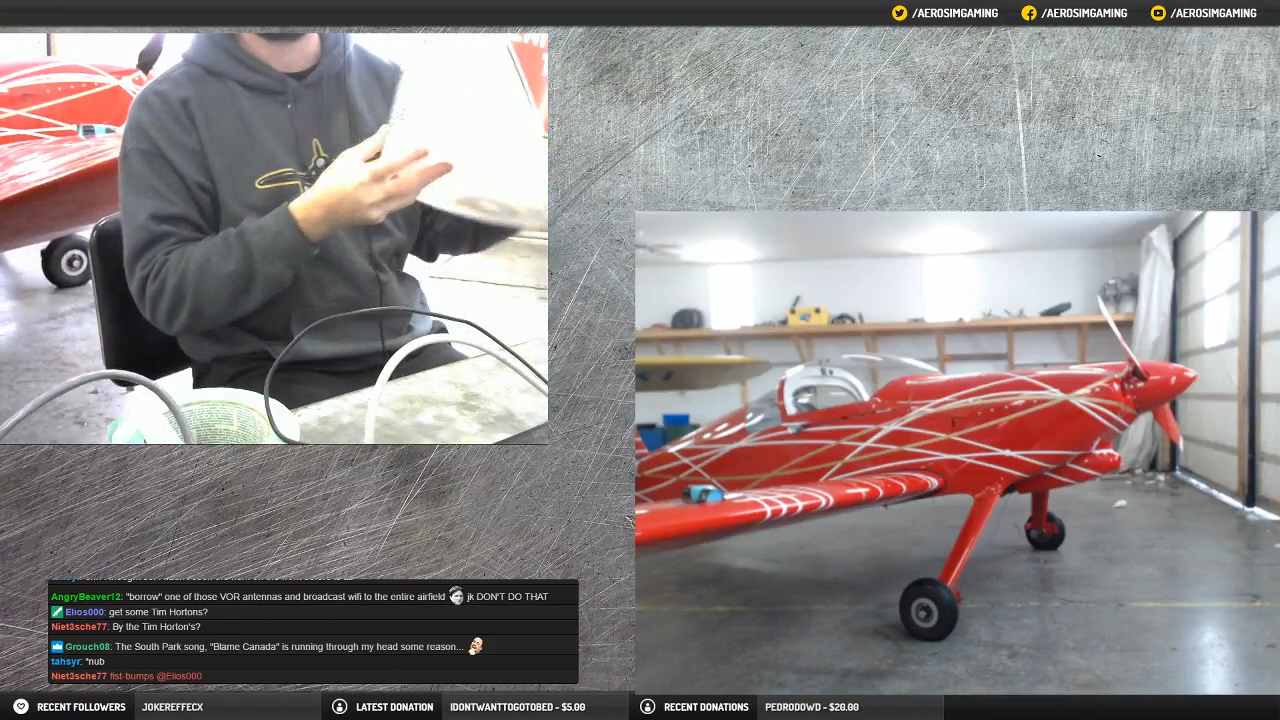 /AEROSIMGAMING /AEROSIMGAMING /AEROSIMGAMING
AngryBeaver12: "borrow" one of those VOR antennas and broadcast wifi to the entire airfield jk DON'T DO THAT
Elios000: get some Tim Hortons?
Niet3sche77: By the Tim Horton's?
Grouch08: The South Park song, "Blame Canada" is running through my head some reason...
tahsyr: *nub
Niet3sche77 fist-bumps @Elios000
RECENT FOLLOWERS JOKEREFFECX LATEST DONATION IDONTWANTTOGOTOBED - $5.00 RECENT DONATIONS PEDRODOWD - $20.00